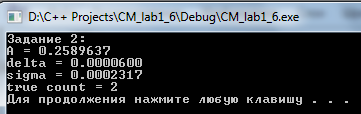 D:\C++ Projects\CM_lab1_6\Debug\CM_lab1_6.exe
Задание 2:
A = 0.2589637
delta = 0.0000600
sigma = 0.0002317
true count = 2
Для продолжения нажмите любую клавишу . . .